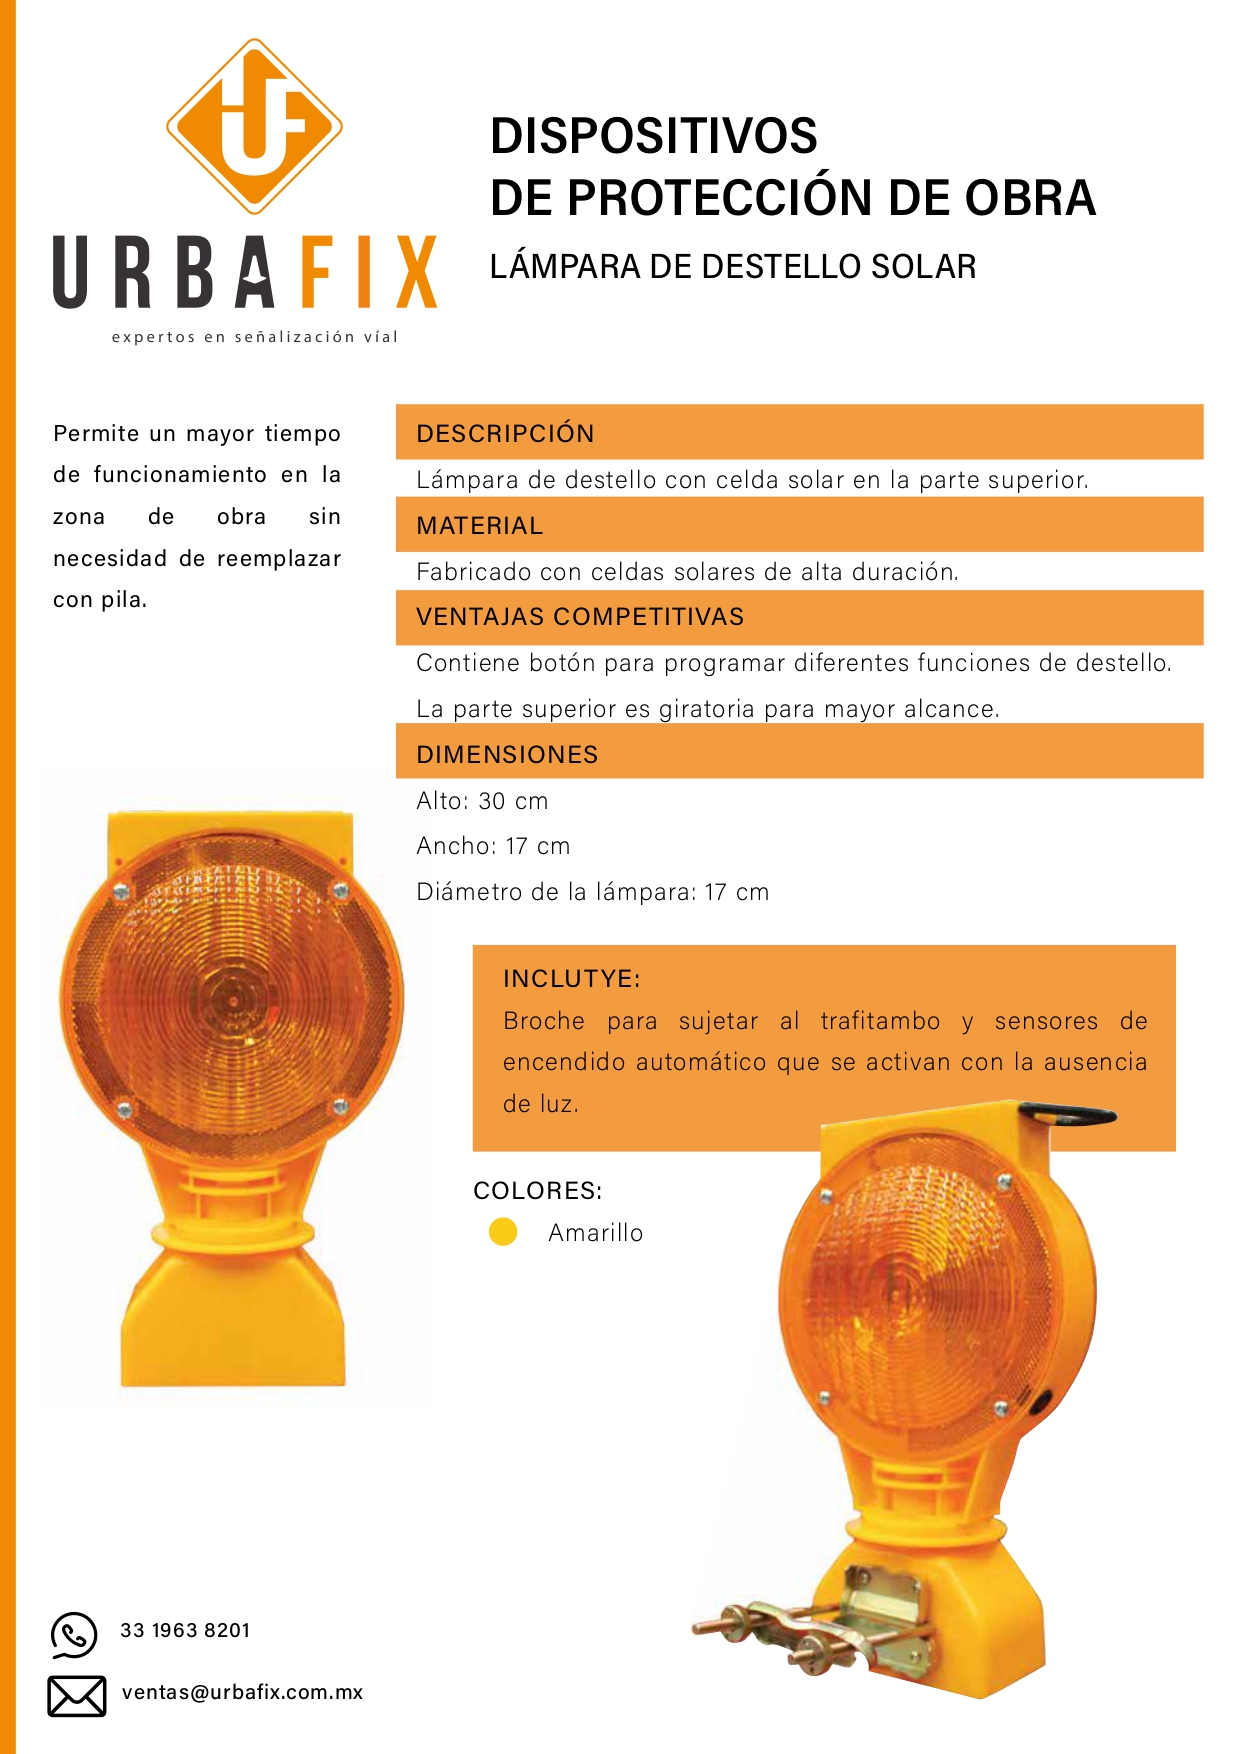 UF
URBAFIX
expertos en señalización víal
DISPOSITIVOS
DE PROTECCIÓN DE OBRA
LÁMPARA DE DESTELLO SOLAR
Permite un mayor tiempo
de funcionamiento en la
zona de obra sin
necesidad de reemplazar
con pila.
DESCRIPCIÓN
Lámpara de destello con celda solar en la parte superior.
MATERIAL
Fabricado con celdas solares de alta duración.
VENTAJAS COMPETITIVAS
Contiene botón para programar diferentes funciones de destello.
La parte superior es giratoria para mayor alcance.
DIMENSIONES
Alto: 30 cm
Ancho: 17 cm
Diámetro de la lámpara: 17 cm
INCLUTYE:
Broche para sujetar al trafitambo y sensores de
encendido automático que se activan con la ausencia
de luz.
COLORES:
Amarillo
33 1963 8201
ventas@urbafix.com.mx